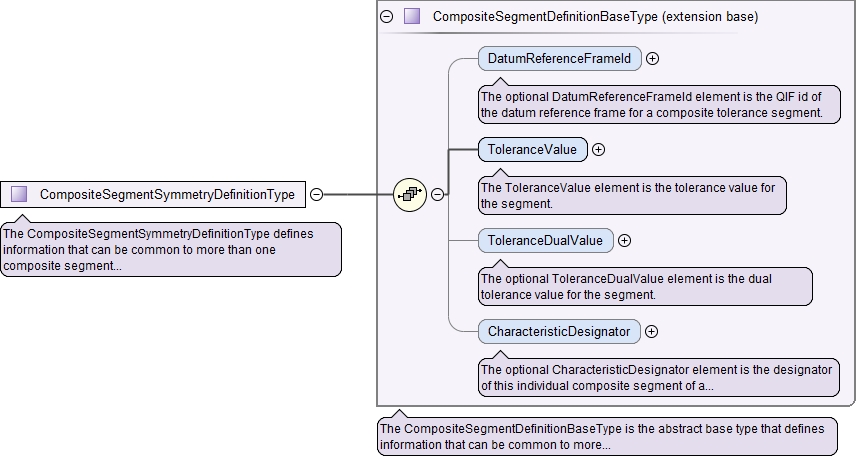 CompositeSegmentDefinitionBaseType (extension base)
DatumReferenceFrameId
The optional DatumReferenceFrameId element is the QIF id of
the datum reference frame for a composite tolerance segment.
ToleranceValue
The ToleranceValue element is the tolerance value for
the segment.
CompositeSegmentSymmetryDefinitionType
The CompositeSegmentSymmetryDefinitionType defines
information that can be common to more than one
composite segment...
ToleranceDualValue
The optional ToleranceDualValue element is the dual
tolerance value for the segment.
CharacteristicDesignator
The optional CharacteristicDesignator element is the designator
of this individual composite segment of a...
The CompositeSegmentDefinitionBaseType is the abstract base type that defines
information that can be common to more...